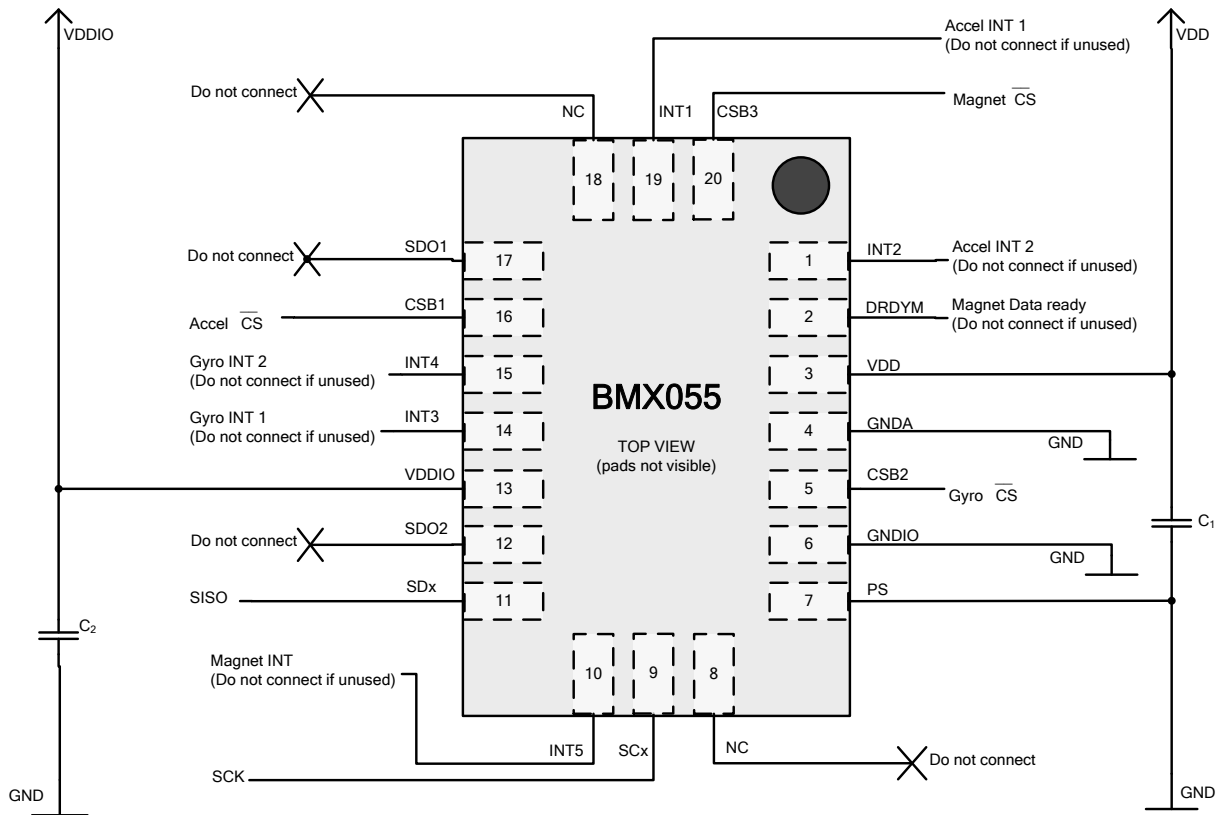 VDDIO
VDD
Accel INT 1
(Do not connect if unused)
Do not connect
Magnet CS
NC
INT1
CSB3
18
19
20
Do not connect
SDO1
17
1
INT2
Accel INT 2
(Do not connect if unused)
Accel CS
CSB1
16
2
DRDYM
Magnet Data ready
(Do not connect if unused)
Gyro INT 2
(Do not connect if unused)
INT4
15
3
VDD
Gyro INT 1
(Do not connect if unused)
INT3
14
BMX055
TOP VIEW
(pads not visible)
4
GNDA
GND
VDDIO
13
5
CSB2
Gyro CS
C1
Do not connect
SDO2
12
6
GNDIO
GND
SISO
SDx
11
7
PS
C2
Magnet INT
(Do not connect if unused)
10
9
8
INT5
SCx
NC
Do not connect
SCK
GND
GND